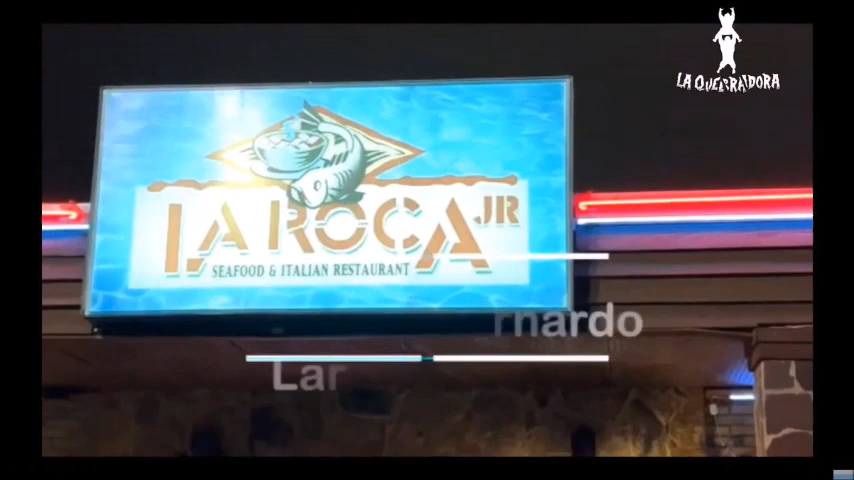 LA QUEBRADORA
LA ROCA JR
SEAFOOD & ITALIAN RESTAURANT
rnardo
Lar